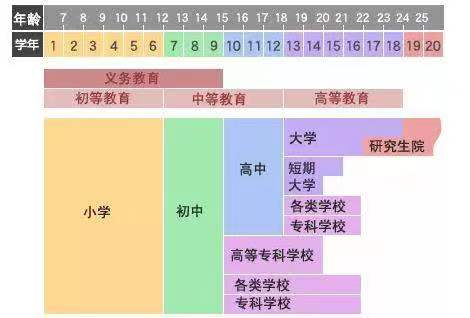 年龄 7 8 9 10 11 12 13 14 15 16 17 18 19 20 21 22 23 24 25
学年 1 2 3 4 5 6 7 8 9 10 11 12 13 14 15 16 17 18 19 20
义务教育
初等教育 中等教育 高等教育
小学
初中
高中
大学
研究生院
短期
大学
各类学校
专科学校
高等专科学校
各类学校
专科学校